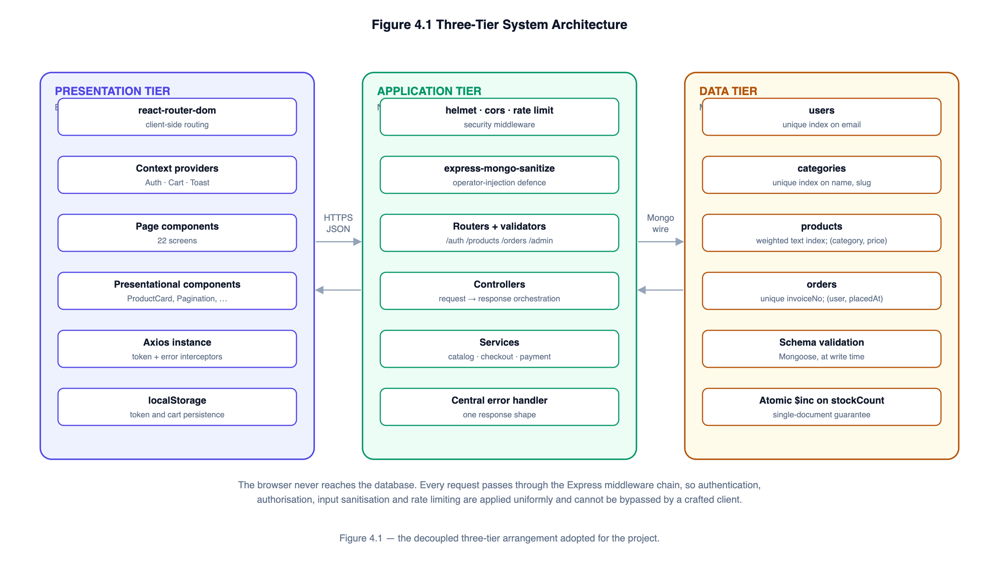 Figure 4.1 Three-Tier System Architecture
PRESENTATION TIER
react-router-dom
client-side routing
Context providers
Auth · Cart · Toast
Page components
22 screens
Presentational components
ProductCard, Pagination, …
Axios instance
token + error interceptors
localStorage
token and cart persistence
HTTPS
JSON
APPLICATION TIER
helmet · cors · rate limit
security middleware
express-mongo-sanitize
operator-injection defence
Routers + validators
/auth /products /orders /admin
Controllers
request → response orchestration
Services
catalog · checkout · payment
Central error handler
one response shape
Mongo
wire
DATA TIER
users
unique index on email
categories
unique index on name, slug
products
weighted text index; (category, price)
orders
unique invoiceNo; (user, placedAt)
Schema validation
Mongoose, at write time
Atomic $inc on stockCount
single-document guarantee
The browser never reaches the database. Every request passes through the Express middleware chain, so authentication,
authorisation, input sanitisation and rate limiting are applied uniformly and cannot be bypassed by a crafted client.
Figure 4.1 — the decoupled three-tier arrangement adopted for the project.